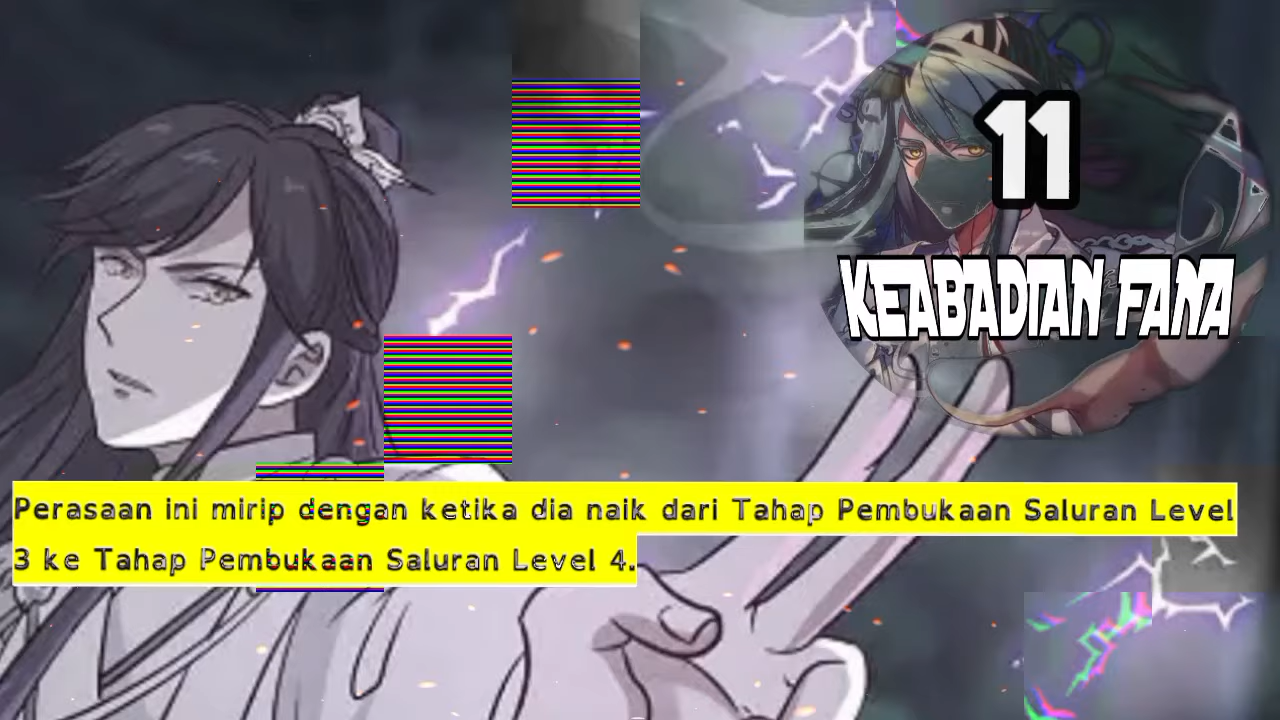 11
KEABADIAN FANA
Perasaan ini mirip dengan ketika dia naik dari Tahap Pembukaan Saluran Level
3 ke Tahap Pembukaan Saluran Level 4.